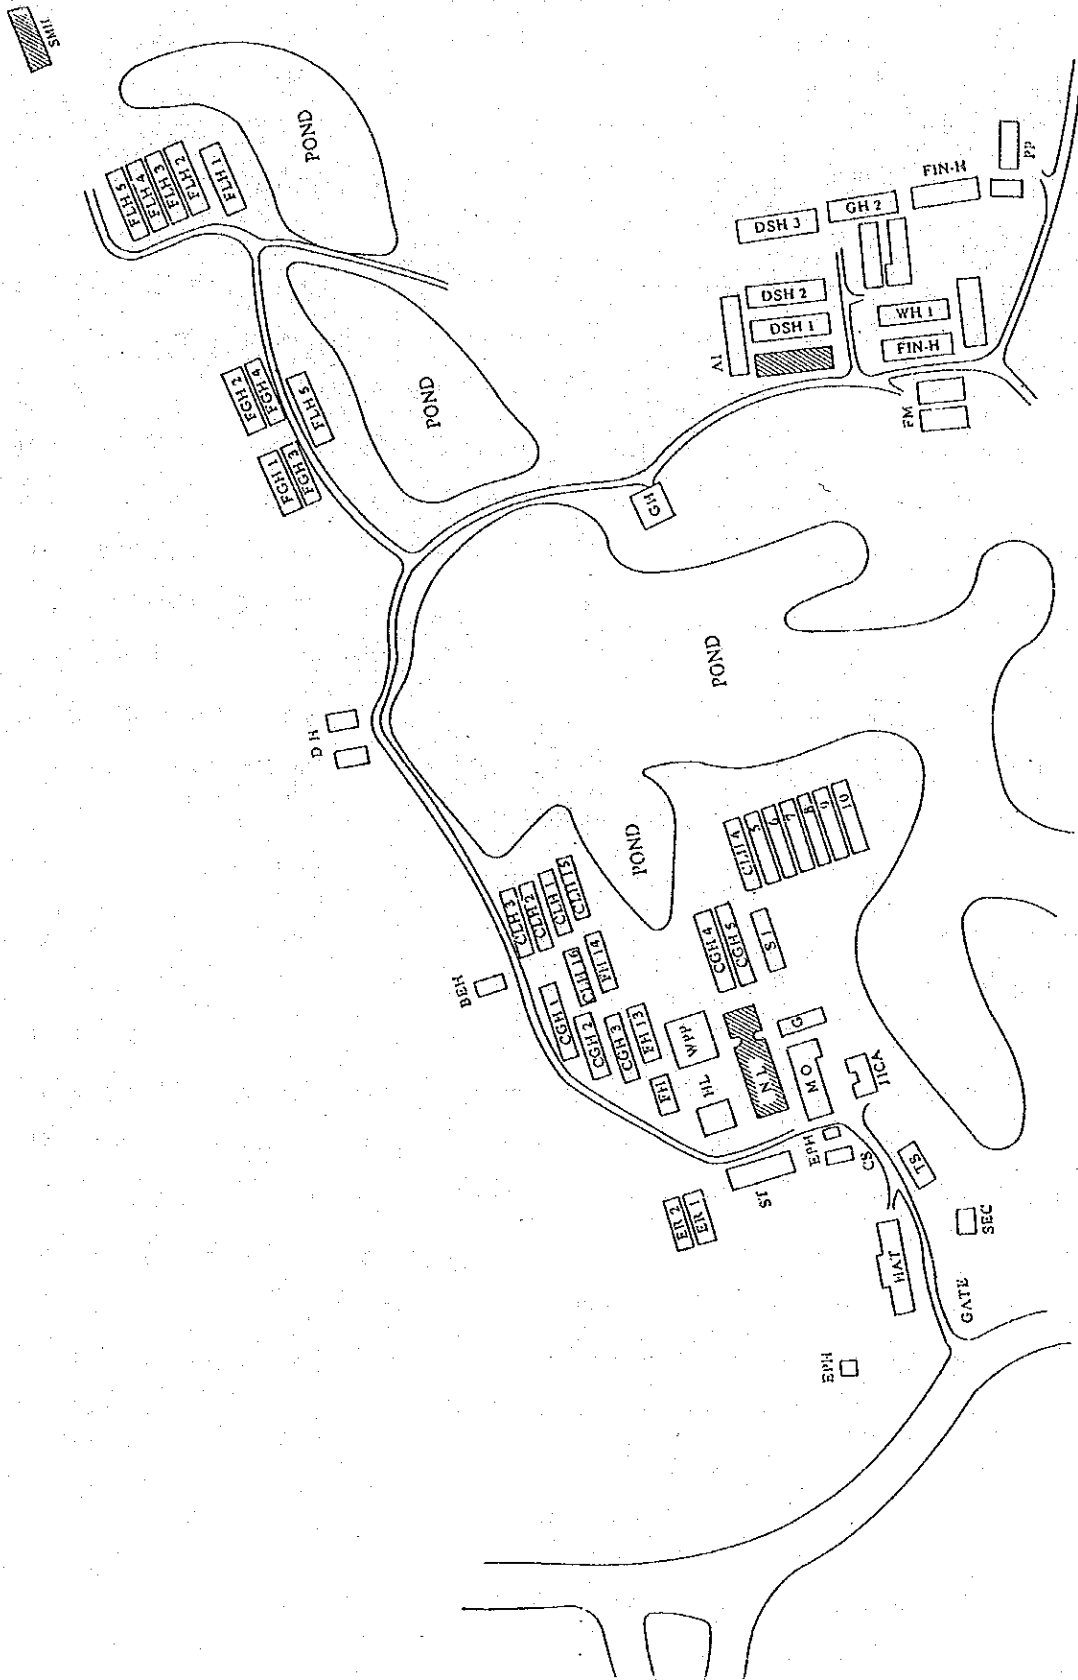 SMH
POND
FLH 5
FLH 4
FLH 3
FLH 2
FLH 1
PP
FIN-H
GH 2
DSH 3
DSH 2
DSH 1
AI
WH 1
FIN-H
FM
FGH 2
FGH 4
FLH 5
FGH 1
FGH 3
POND
GH
POND
D H
POND
CLH 4
5
6
7
8
9
10
CLH 3
CLH 2
CLH 1
CLH 15
CLH 16
FH 14
BEH
CGH 4
CGH 5
S I
CGH 1
CGH 2
CGH 3
FH 13
FH1
WPP
HL
N L
G
M O
JICA
EPH
CS
TS
ST
ER 2
ER 1
SEC
HAT
GATE
EPH